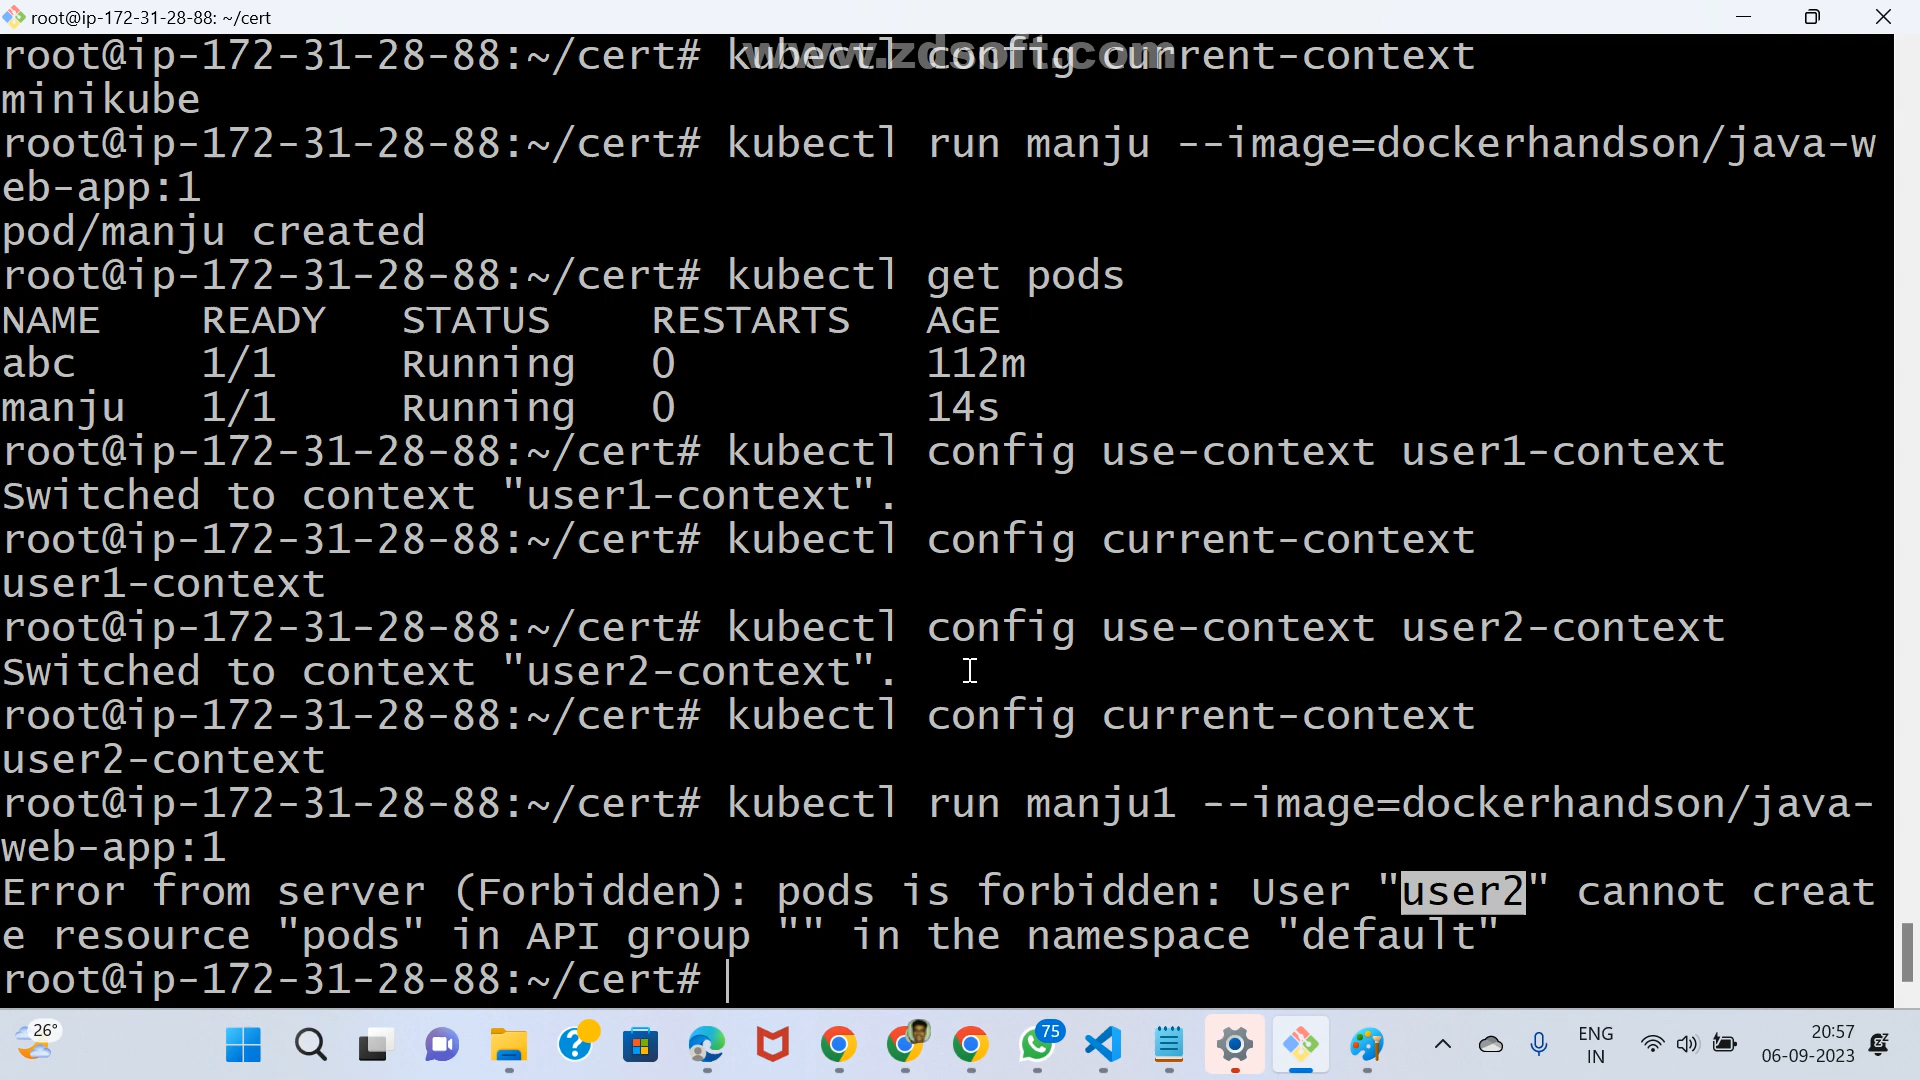 root@ip-172-31-28-88: ~/cert
www.zdsoft.com
root@ip-172-31-28-88:~/cert# kubectl config current-context
minikube
root@ip-172-31-28-88:~/cert# kubectl run manju --image=dockerhandson/java-w
eb-app:1
pod/manju created
root@ip-172-31-28-88:~/cert# kubectl get pods
NAME READY STATUS RESTARTS AGE
abc 1/1 Running 0 112m
manju 1/1 Running 0 14s
root@ip-172-31-28-88:~/cert# kubectl config use-context user1-context
Switched to context "user1-context".
root@ip-172-31-28-88:~/cert# kubectl config current-context
user1-context
root@ip-172-31-28-88:~/cert# kubectl config use-context user2-context
Switched to context "user2-context".
root@ip-172-31-28-88:~/cert# kubectl config current-context
user2-context
root@ip-172-31-28-88:~/cert# kubectl run manju1 --image=dockerhandson/java-
web-app:1
Error from server (Forbidden): pods is forbidden: User "user2" cannot creat
e resource "pods" in API group "" in the namespace "default"
root@ip-172-31-28-88:~/cert#
26°
75
ENG
IN
20:57
06-09-2023